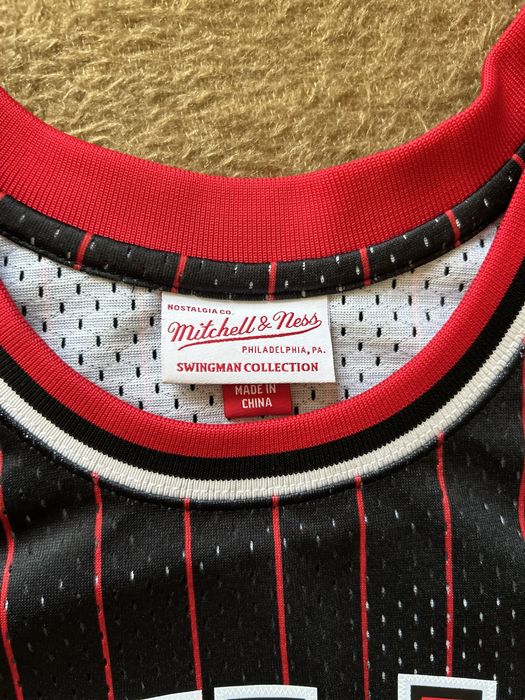 NOSTALGIA CO.
Mitchell & Ness
PHILADELPHIA, PA.
SWINGMAN COLLECTION
MADE IN
CHINA